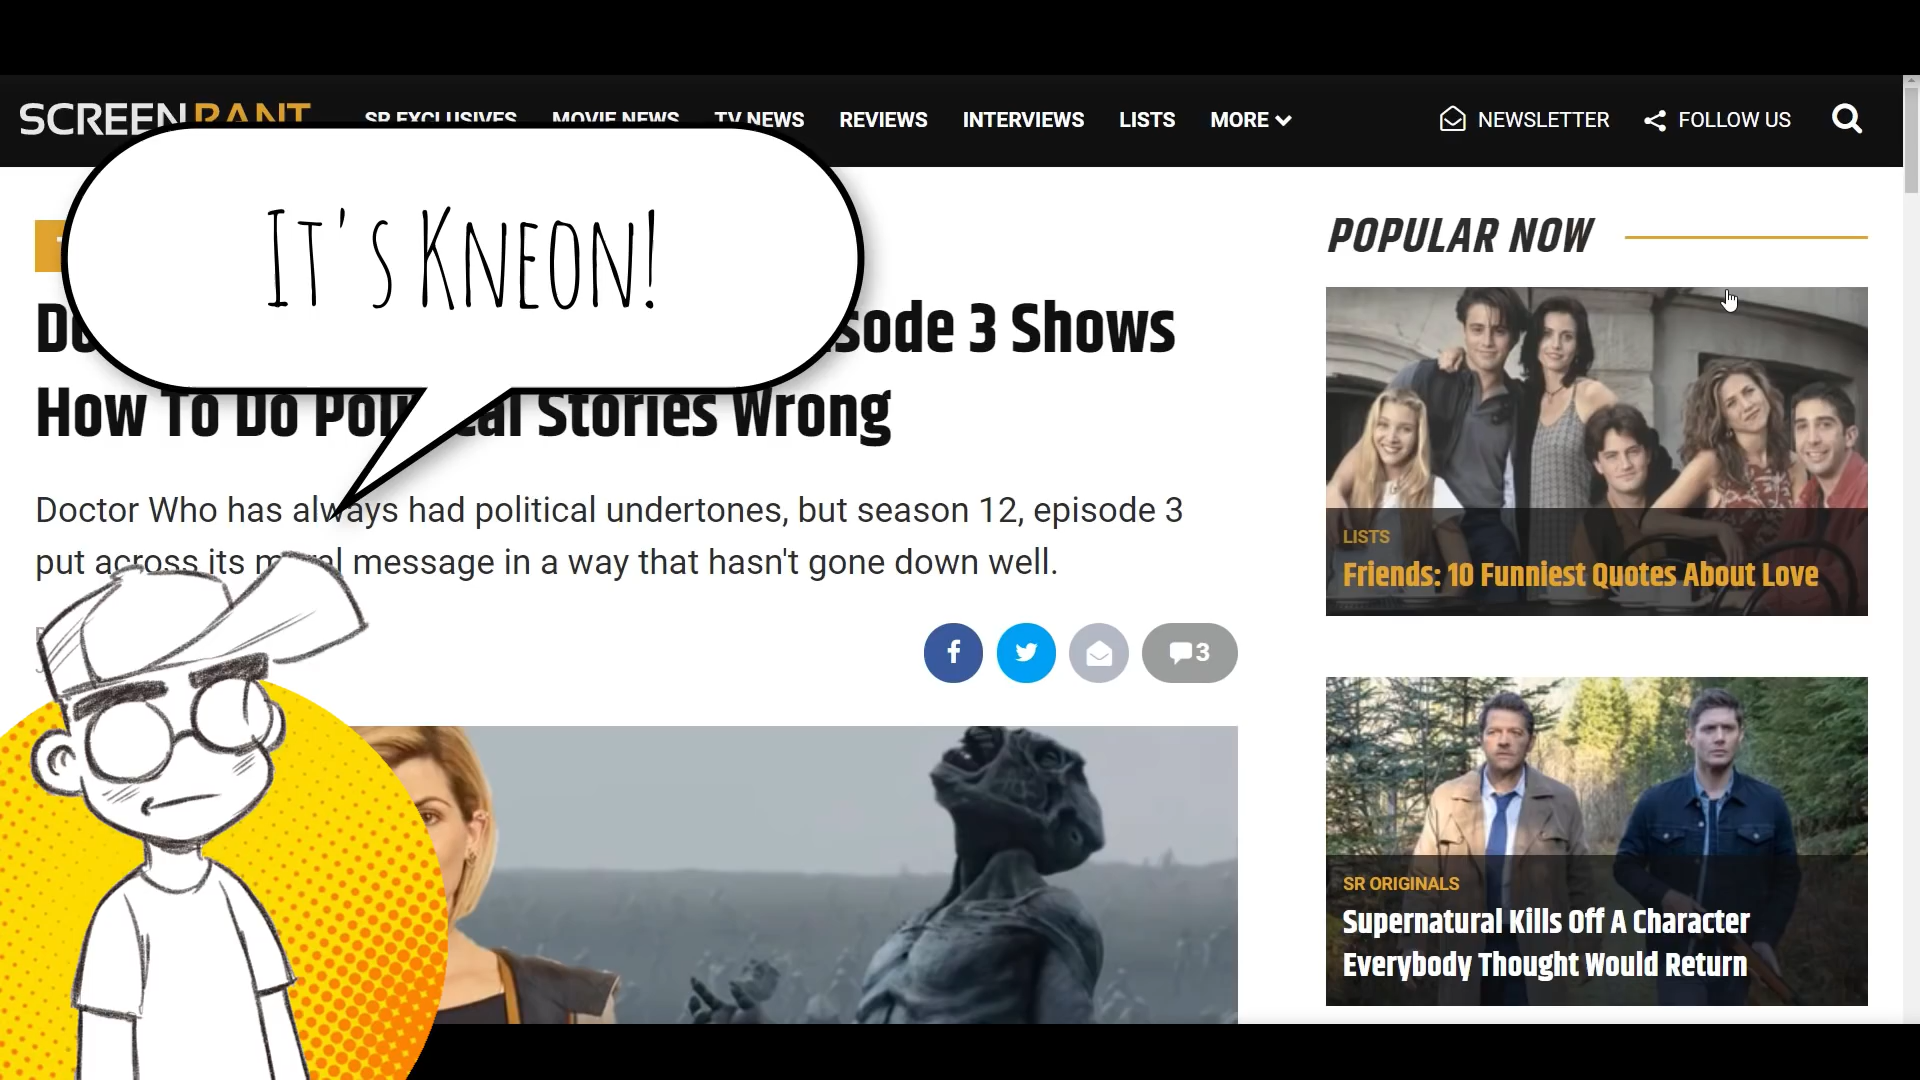 SCREENRANT
SR EXCLUSIVES
MOVIE NEWS
TV NEWS
REVIEWS
INTERVIEWS
LISTS
MORE
NEWSLETTER
FOLLOW US
It's Kneon!
sode 3 Shows
How To Do Political Stories Wrong
Doctor Who has always had political undertones, but season 12, episode 3
put across its moral message in a way that hasn't gone down well.
3
POPULAR NOW
LISTS
Friends: 10 Funniest Quotes About Love
SR ORIGINALS
Supernatural Kills Off A Character
Everybody Thought Would Return